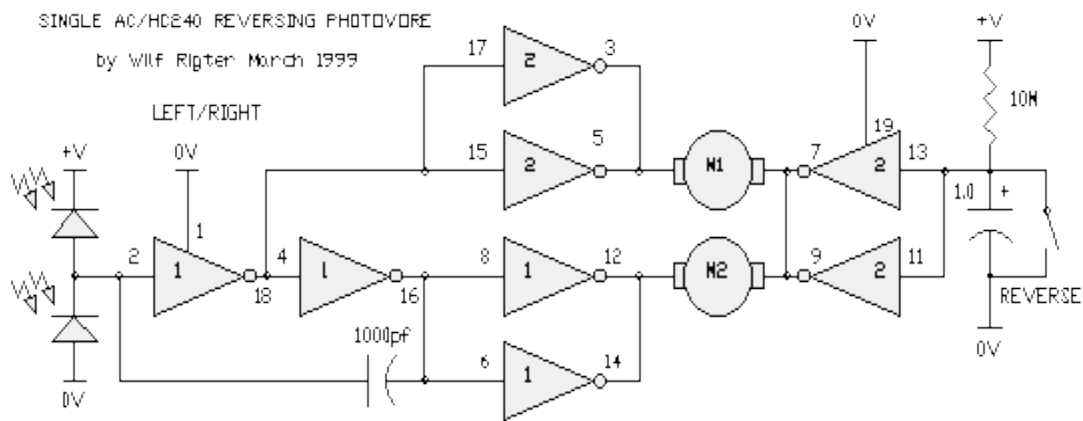 SINGLE AC/HC240 REVERSING PHOTOVORE
by Wilf Rigter March 1999
LEFT/RIGHT
+V
0V
1
2
1
18
4
1
16
1000pf
0V
17
2
3
15
2
5
8
1
12
6
1
14
M1
M2
0V
19
7
2
13
9
2
11
+V
10M
1.0
+
REVERSE
0V